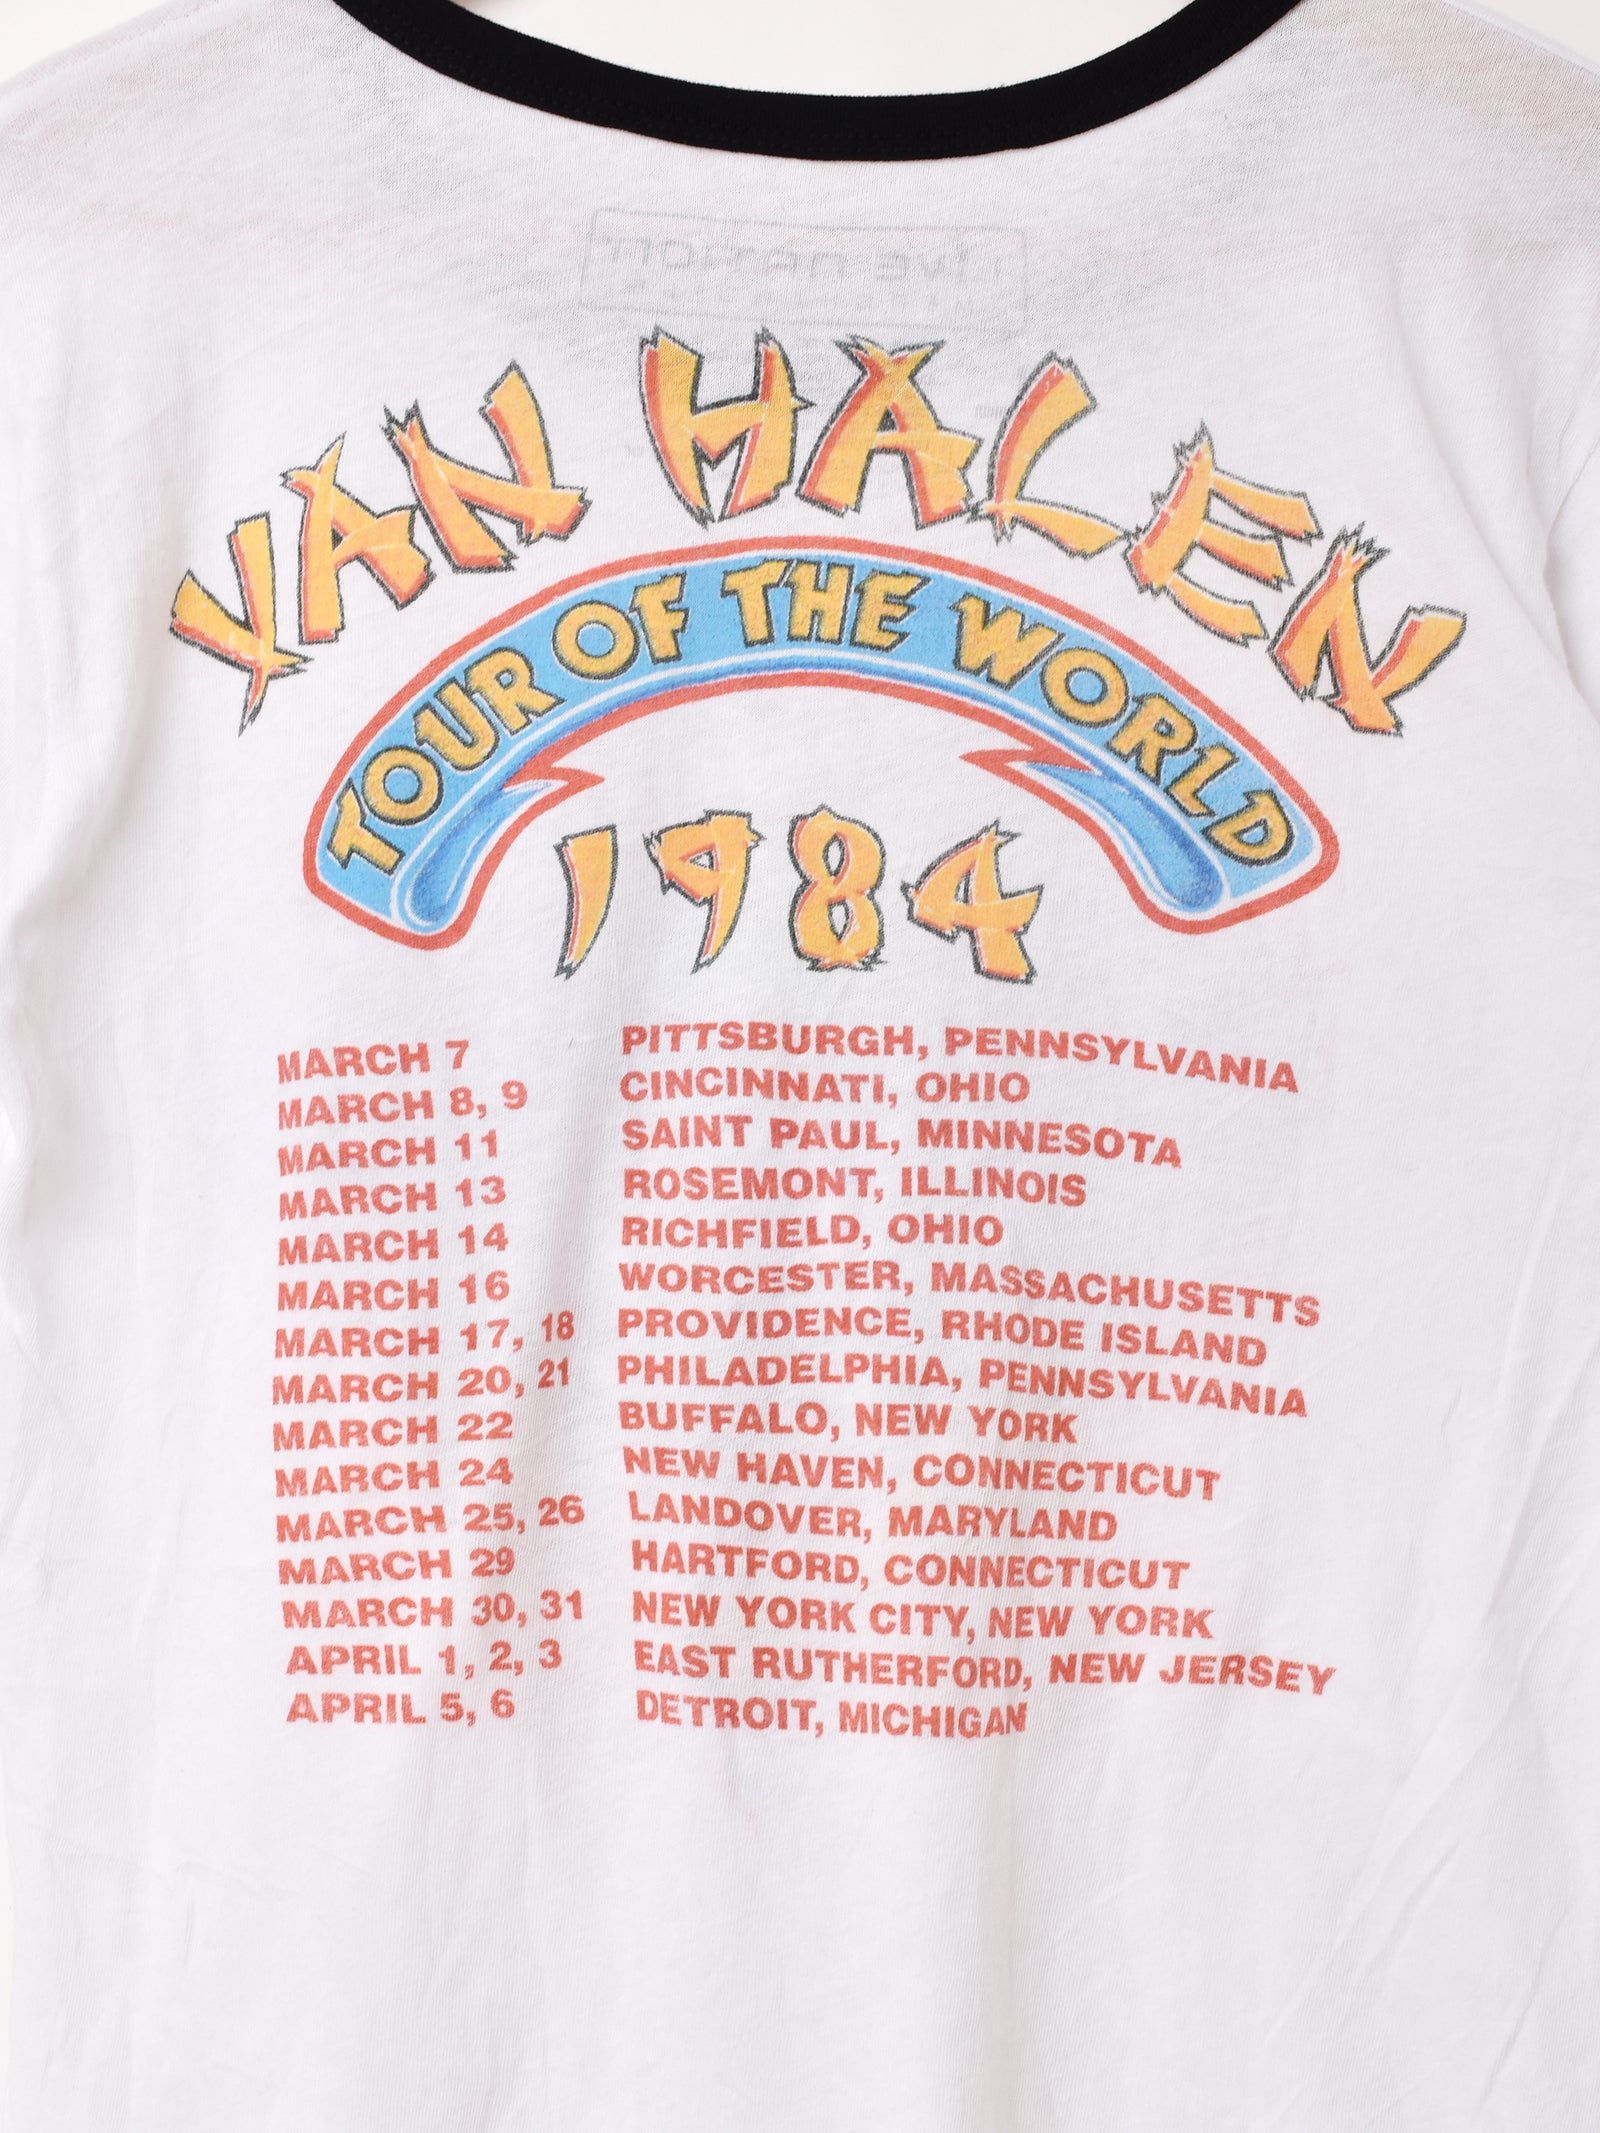 LIVE NATION
VAN HALEN
TOUR OF THE WORLD
1984
MARCH 7 PITTSBURGH, PENNSYLVANIA
MARCH 8, 9 CINCINNATI, OHIO
MARCH 11 SAINT PAUL, MINNESOTA
MARCH 13 ROSEMONT, ILLINOIS
MARCH 14 RICHFIELD, OHIO
MARCH 16 WORCESTER, MASSACHUSETTS
MARCH 17, 18 PROVIDENCE, RHODE ISLAND
MARCH 20, 21 PHILADELPHIA, PENNSYLVANIA
MARCH 22 BUFFALO, NEW YORK
MARCH 24 NEW HAVEN, CONNECTICUT
MARCH 25, 26 LANDOVER, MARYLAND
MARCH 29 HARTFORD, CONNECTICUT
MARCH 30, 31 NEW YORK CITY, NEW YORK
APRIL 1, 2, 3 EAST RUTHERFORD, NEW JERSEY
APRIL 5, 6 DETROIT, MICHIGAN